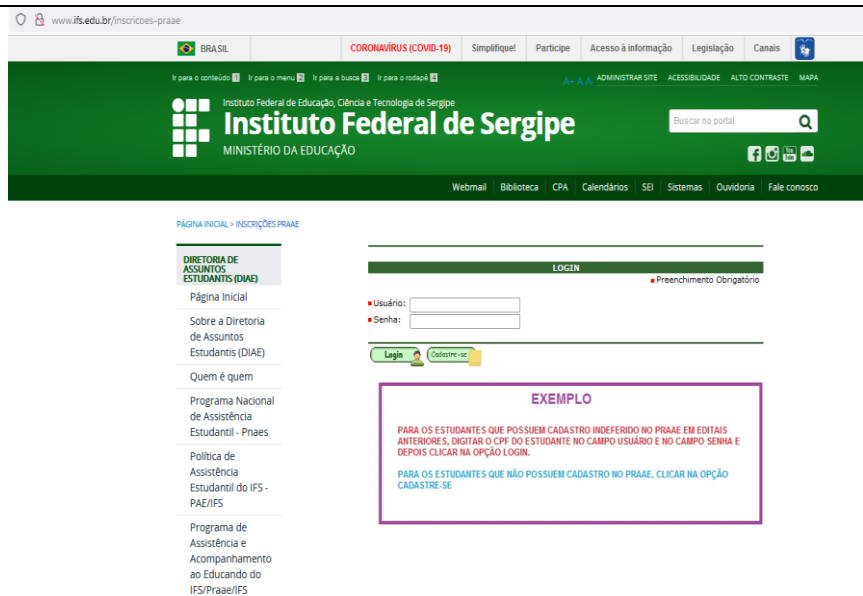 www.ifs.edu.br/inscricoes-praae
BRASIL CORONAVÍRUS (COVID-19) Simplifique! Participe Acesso à informação Legislação Canais
Ir para o conteúdo 1 Ir para o menu 2 Ir para a busca 3 Ir para o rodapé 4 A- A A+ ADMINISTRAR SITE ACESSIBILIDADE ALTO CONTRASTE MAPA
Instituto Federal de Educação, Ciência e Tecnologia de Sergipe
Instituto Federal de Sergipe
MINISTÉRIO DA EDUCAÇÃO
Buscar no portal
You Tube
Webmail Biblioteca CPA Calendários SEI Sistemas Ouvidoria Fale conosco
PÁGINA INICIAL > INSCRIÇÕES PRAAE
DIRETORIA DE
ASSUNTOS
ESTUDANTIS (DIAE)
Página Inicial
Sobre a Diretoria
de Assuntos
Estudantis (DIAE)
Quem é quem
Programa Nacional
de Assistência
Estudantil - Pnaes
Política de
Assistência
Estudantil do IFS -
PAE/IFS
Programa de
Assistência e
Acompanhamento
ao Educando do
IFS/Praae/IFS
LOGIN
Preenchimento Obrigatório
Usuário:
Senha:
Login Cadastre-se
EXEMPLO
PARA OS ESTUDANTES QUE POSSUEM CADASTRO INDEFERIDO NO PRAAE EM EDITAIS
ANTERIORES, DIGITAR O CPF DO ESTUDANTE NO CAMPO USUÁRIO E NO CAMPO SENHA E
DEPOIS CLICAR NA OPÇÃO LOGIN.
PARA OS ESTUDANTES QUE NÃO POSSUEM CADASTRO NO PRAAE, CLICAR NA OPÇÃO
CADASTRE-SE